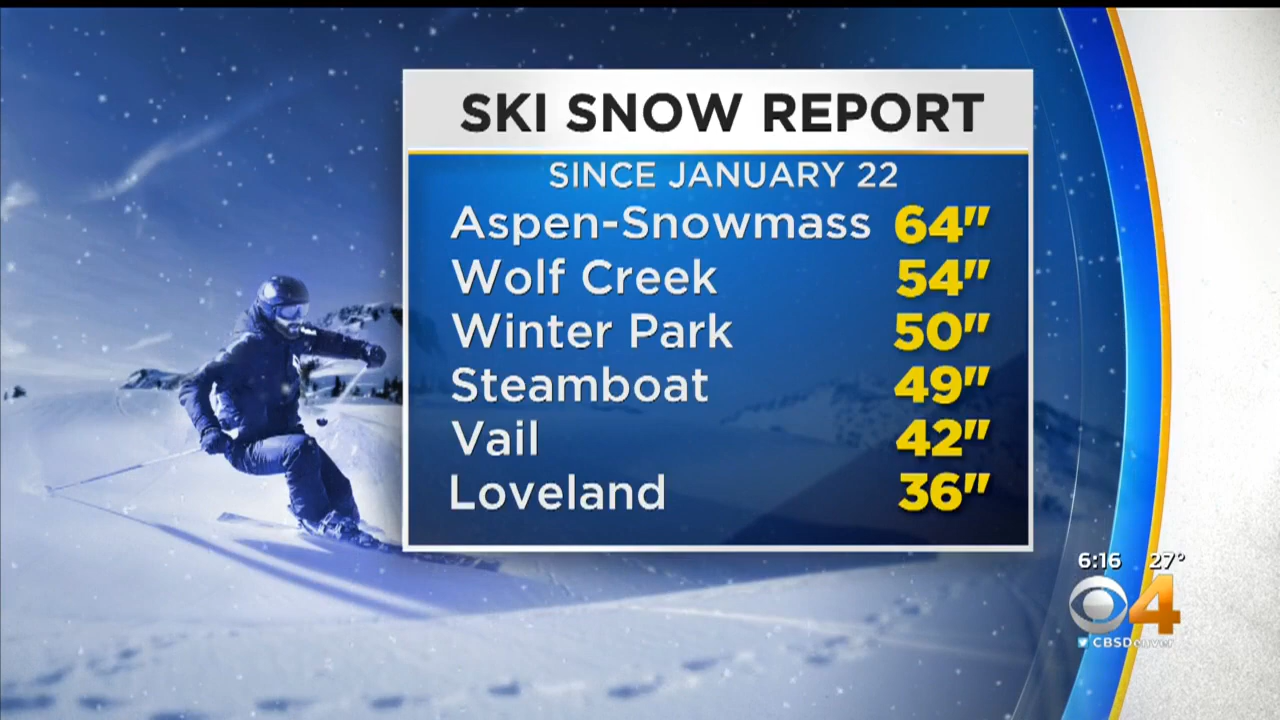 SKI SNOW REPORT
SINCE JANUARY 22
Aspen-Snowmass 64"
Wolf Creek 54"
Winter Park 50"
Steamboat 49"
Vail 42"
Loveland 36"
6:16 27°
4
CBSDenver